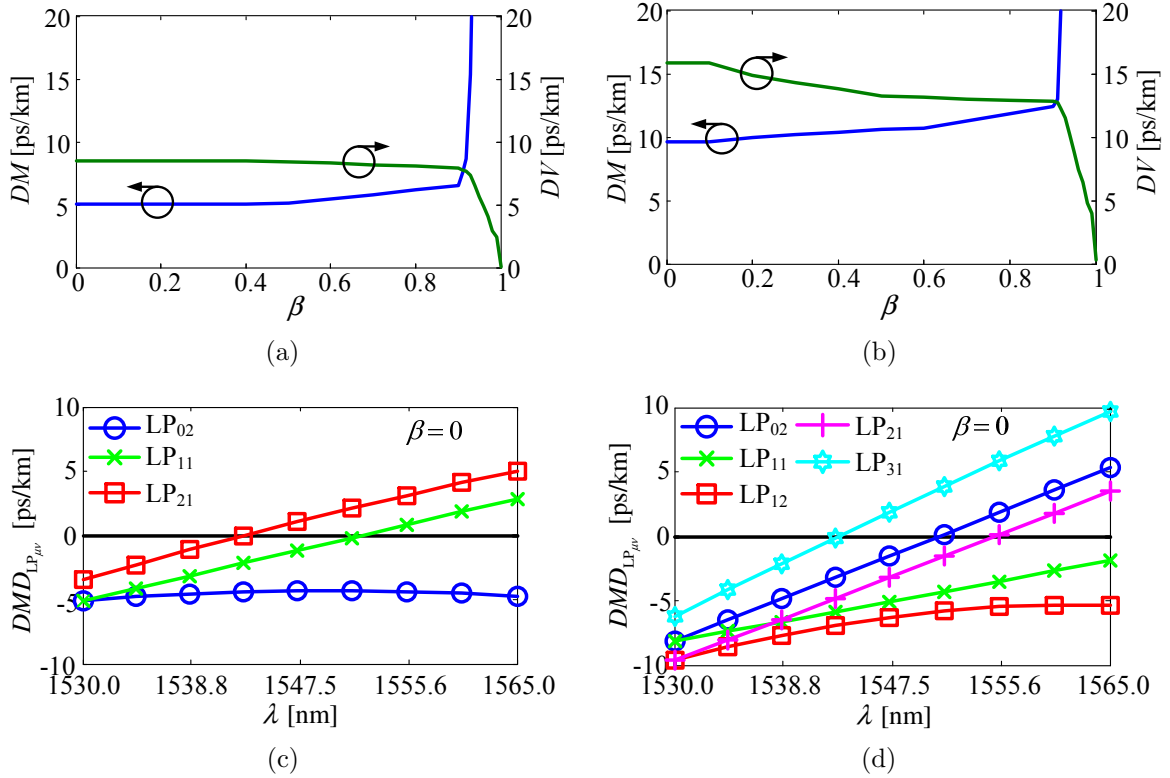 20 20
15 15
10 10
5 5
0 0
DM [ps/km]
DV [ps/km]
0 0.2 0.4 0.6 0.8 1
β
(a)
20 20
15 15
10 10
5 5
0 0
DM [ps/km]
DV [ps/km]
0 0.2 0.4 0.6 0.8 1
β
(b)
10
5
0
-5
-10
DMD_LP_μν [ps/km]
LP02
LP11
LP21
β=0
1530.0 1538.8 1547.5 1555.6 1565.0
λ [nm]
(c)
10
5
0
-5
-10
DMD_LP_μν [ps/km]
LP02 LP21
LP11 LP31
LP12
β=0
1530.0 1538.8 1547.5 1555.6 1565.0
λ [nm]
(d)